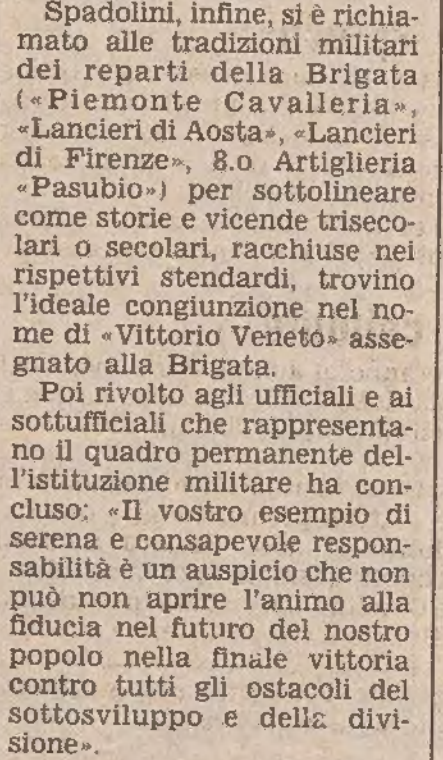 Spadolini, infine, si è richia-
mato alle tradizioni militari
dei reparti della Brigata
(«Piemonte Cavalleria»,
«Lancieri di Aosta», «Lancieri
di Firenze», 8.o Artiglieria
«Pasubio») per sottolineare
come storie e vicende triseco-
lari o secolari, racchiuse nei
rispettivi stendardi, trovino
l'ideale congiunzione nel no-
me di «Vittorio Veneto» asse-
gnato alla Brigata.
Poi rivolto agli ufficiali e ai
sottufficiali che rappresenta-
no il quadro permanente del-
l'istituzione militare ha con-
cluso: «Il vostro esempio di
serena e consapevole respon-
sabilità è un auspicio che non
può non aprire l'animo alla
fiducia nel futuro del nostro
popolo nella finale vittoria
contro tutti gli ostacoli del
sottosviluppo e della divi-
sione».